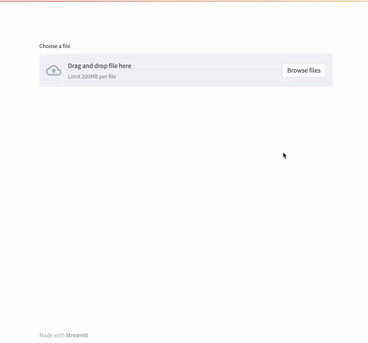 Choose a file
Drag and drop file here
Limit 200MB per file
Browse files
Made with Streamlit